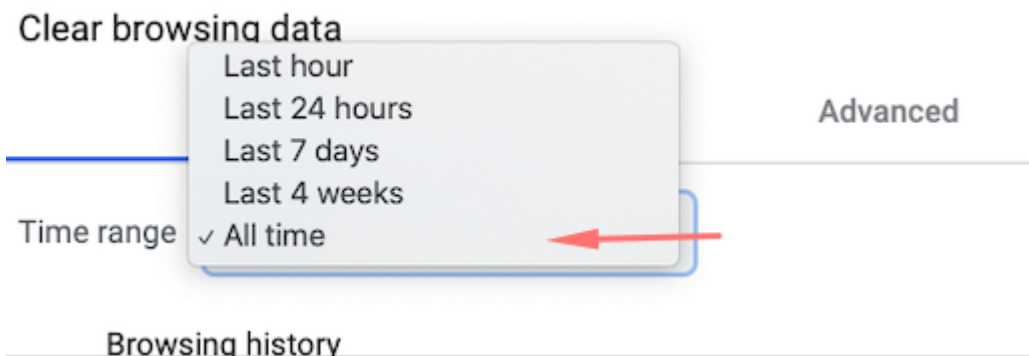 Clear browsing data
Last hour
Last 24 hours
Advanced
Last 7 days
Last 4 weeks
Time range ✓ All time
Browsing history